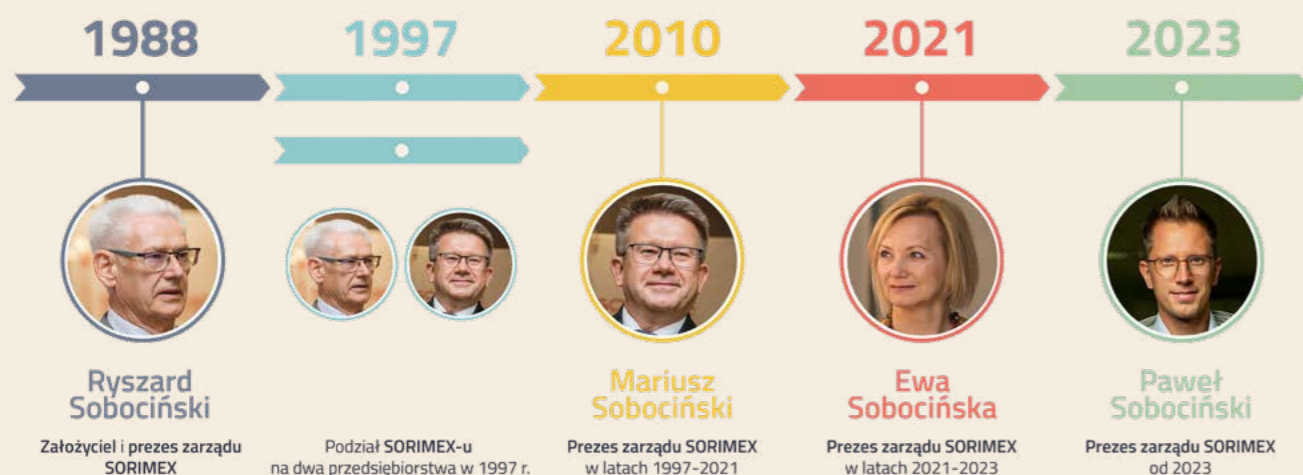 1988
1997
2010
2021
2023
Ryszard
Sobociński
Założyciel i prezes zarządu
SORIMEX
Podział SORIMEX-u
na dwa przedsiębiorstwa w 1997 r.
Mariusz
Sobociński
Prezes zarządu SORIMEX
w latach 1997-2021
Ewa
Sobocińska
Prezes zarządu SORIMEX
w latach 2021-2023
Paweł
Sobociński
Prezes zarządu SORIMEX
od 2023